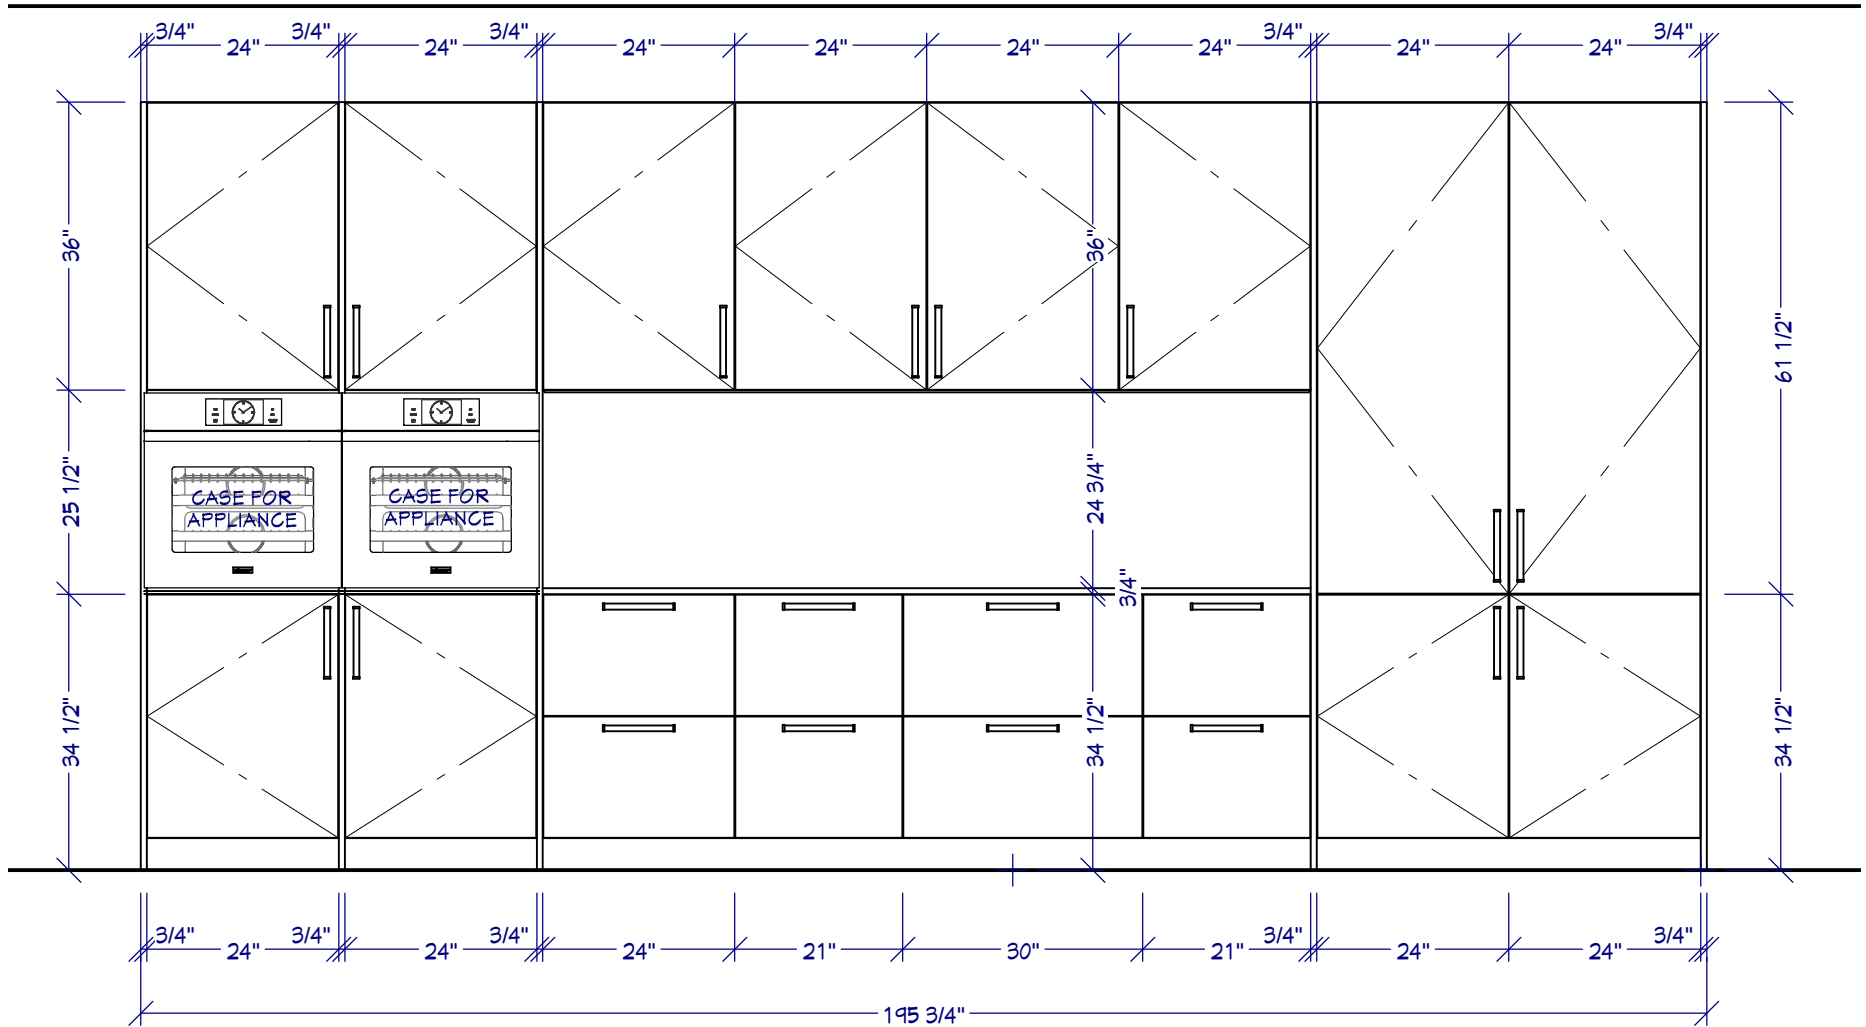 3/4" 3/4" 3/4" 3/4" 3/4"
24" 24" 24" 24" 24" 24" 24" 24"
36" 36"
61 1/2"
25 1/2" 24 3/4"
CASE FOR CASE FOR
APPLIANCE APPLIANCE
3/4"
34 1/2" 34 1/2" 34 1/2"
3/4" 3/4" 3/4" 3/4" 3/4"
24" 24" 24" 21" 30" 21" 24" 24"
195 3/4"